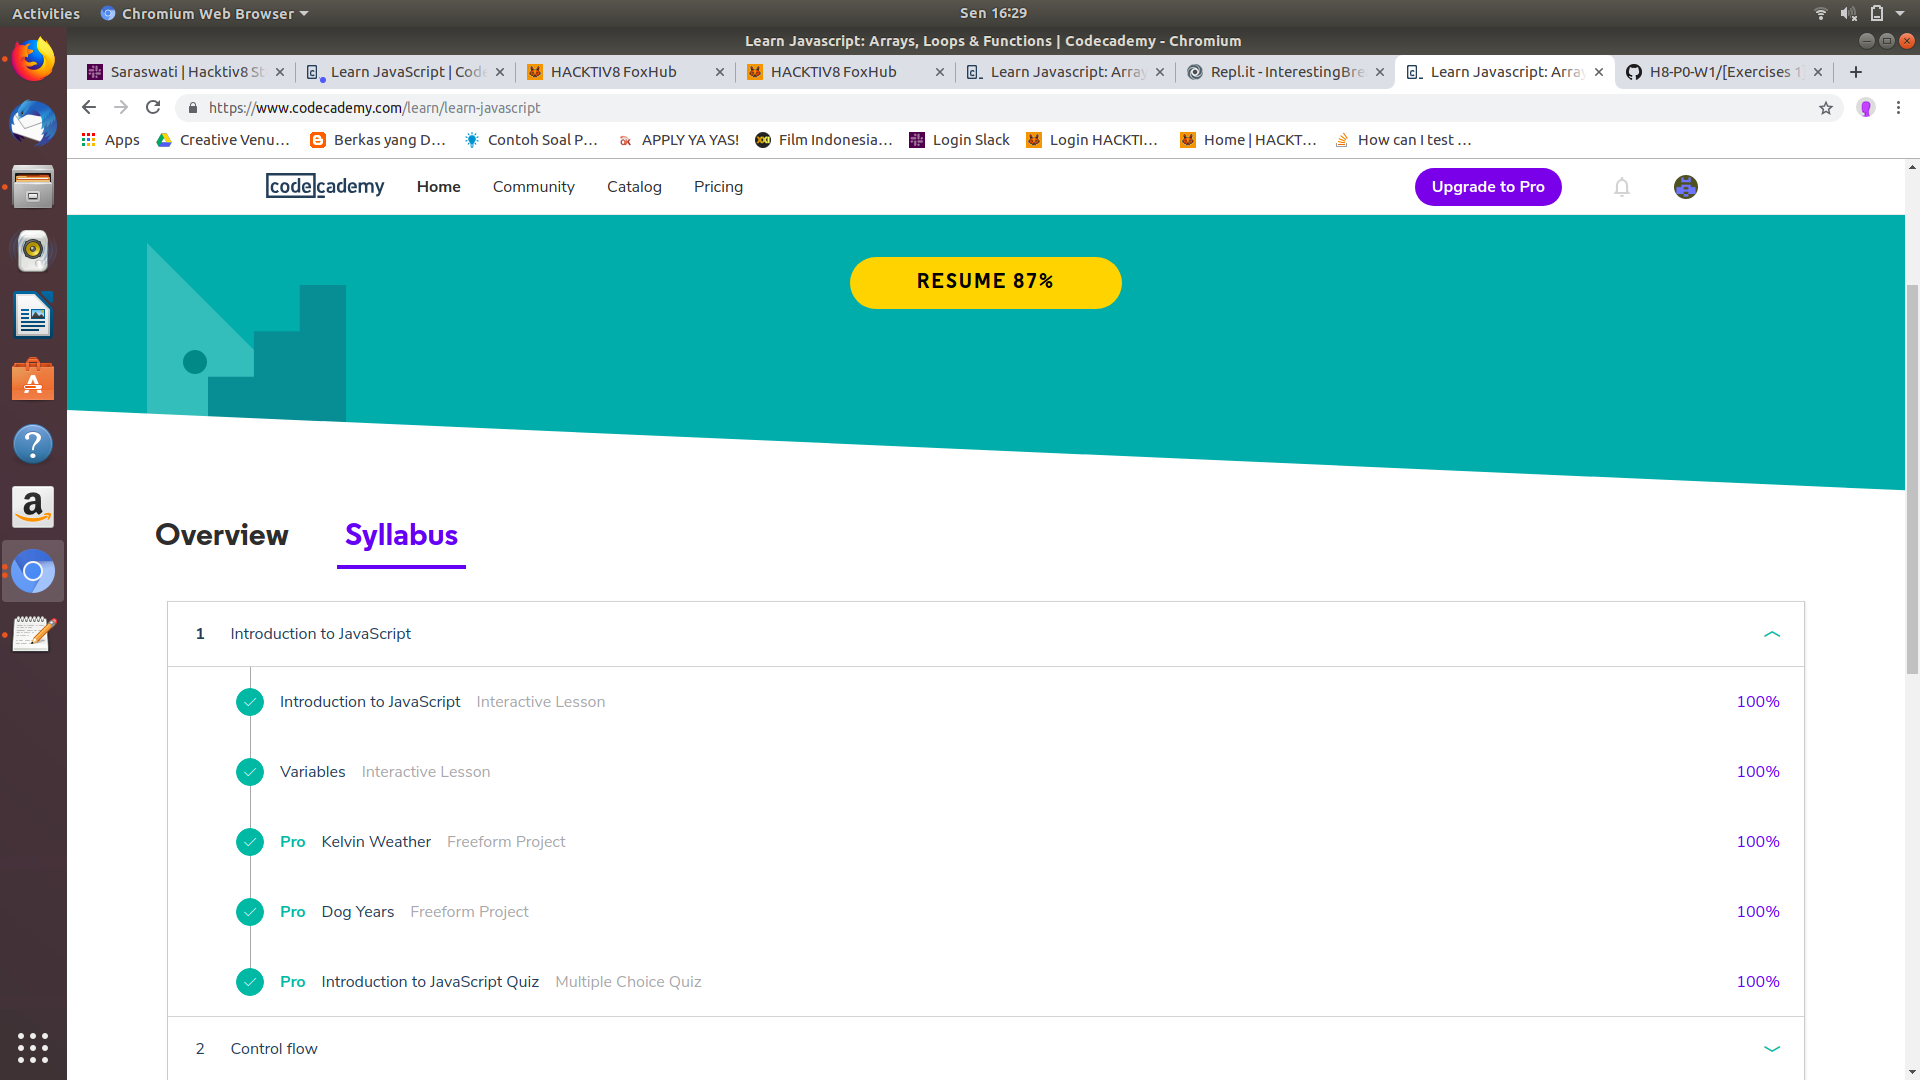 Activities Chromium Web Browser Sen 16:29
Learn Javascript: Arrays, Loops & Functions | Codecademy - Chromium
Saraswati | Hacktiv8 St Learn JavaScript | Code HACKTIV8 FoxHub HACKTIV8 FoxHub Learn Javascript: Array Repl.it - InterestingBre Learn Javascript: Array H8-P0-W1/[Exercises 1
https://www.codecademy.com/learn/learn-javascript
Apps Creative Venu... Berkas yang D... Contoh Soal P... APPLY YA YAS! Film Indonesia... Login Slack Login HACKTI... Home | HACKT... How can I test ...
codecademy Home Community Catalog Pricing Upgrade to Pro
RESUME 87%
Overview Syllabus
1 Introduction to JavaScript
Introduction to JavaScript Interactive Lesson 100%
Variables Interactive Lesson 100%
Pro Kelvin Weather Freeform Project 100%
Pro Dog Years Freeform Project 100%
Pro Introduction to JavaScript Quiz Multiple Choice Quiz 100%
2 Control flow